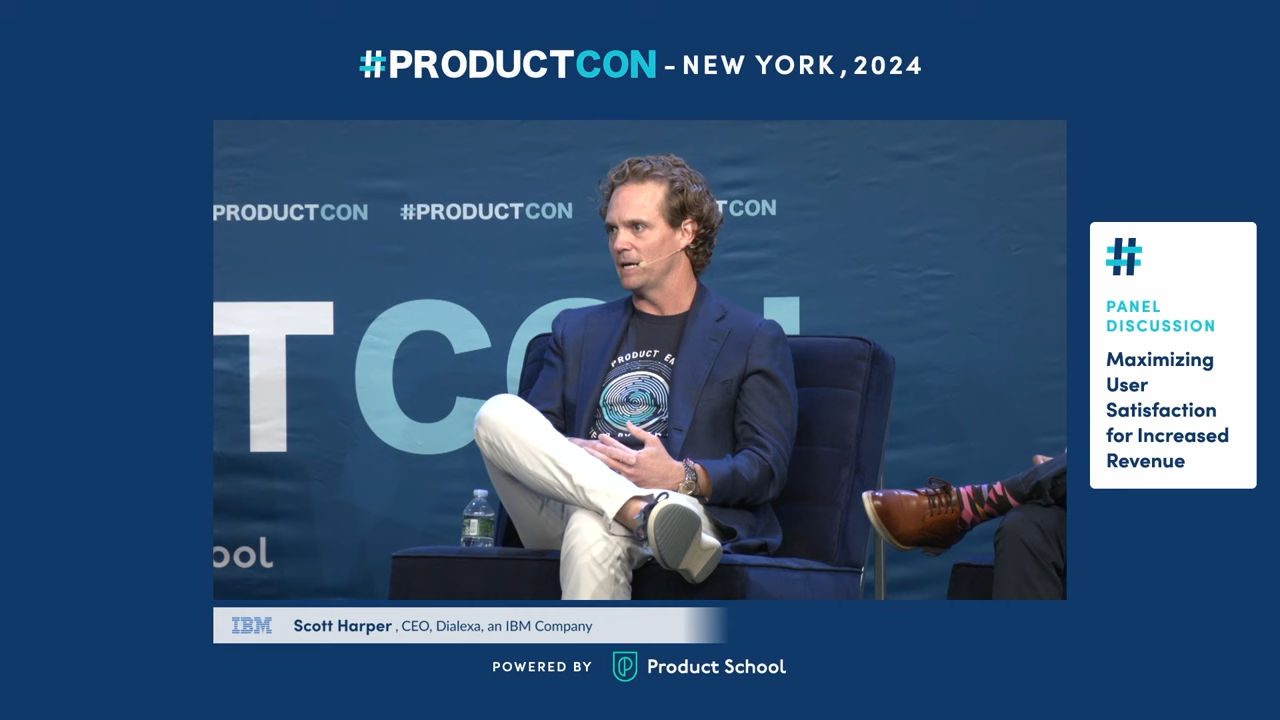 #PRODUCTCON - NEW YORK, 2024
PRODUCTCON #PRODUCTCON TCON
T CO
ool
PRODUCT
#
PANEL
DISCUSSION
Maximizing
User
Satisfaction
for Increased
Revenue
IBM Scott Harper, CEO, Dialexa, an IBM Company
POWERED BY Product School